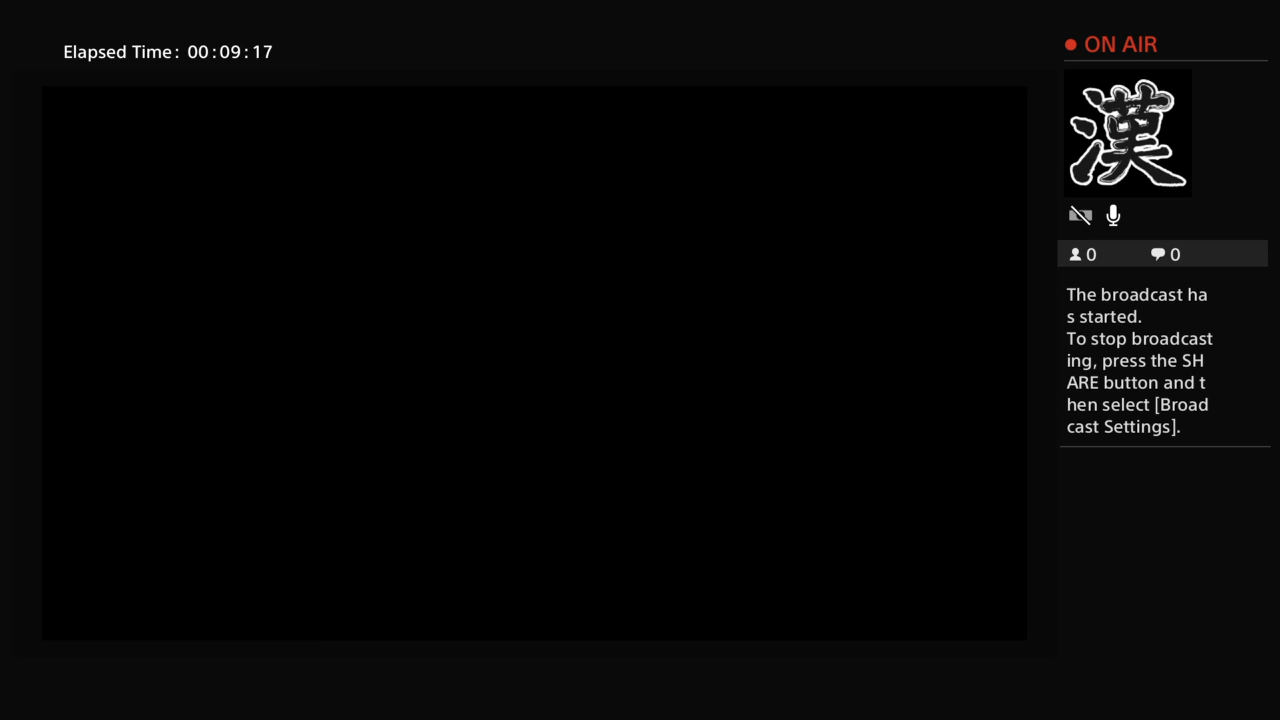 Elapsed Time: 00:09:17
ON AIR
漢
0 0
The broadcast ha
s started.
To stop broadcast
ing, press the SH
ARE button and t
hen select [Broad
cast Settings].